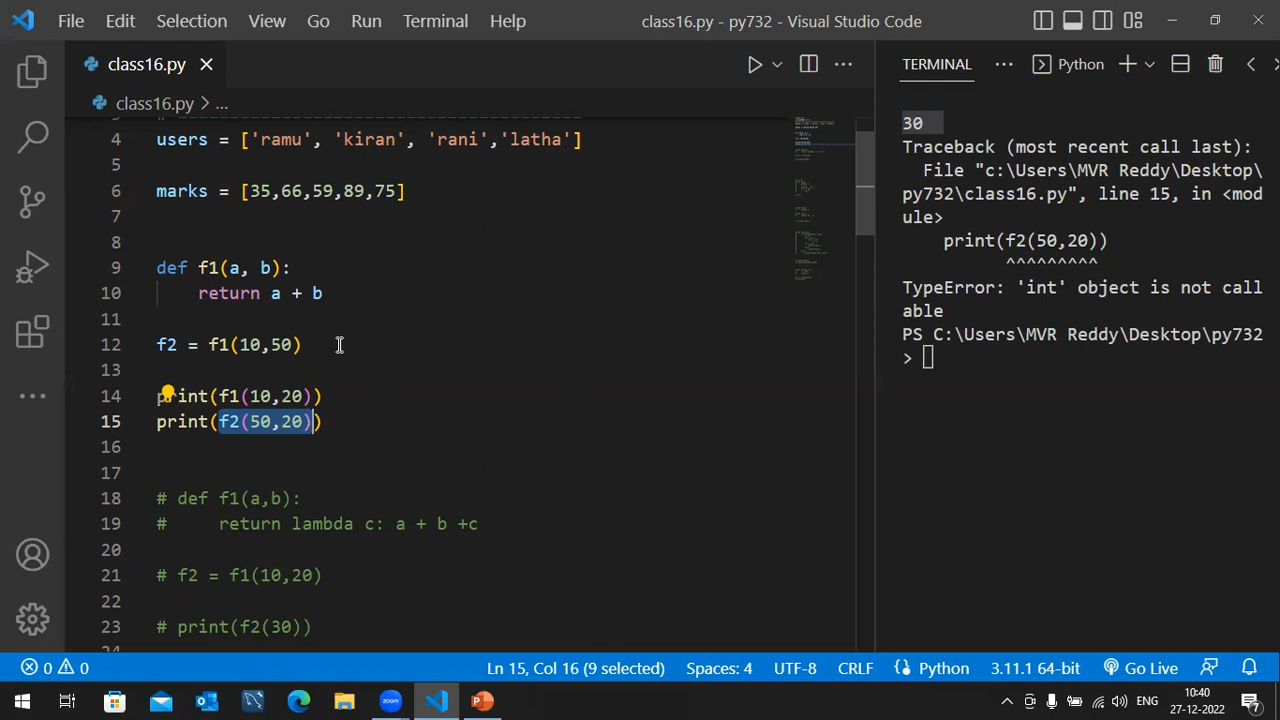 File Edit Selection View Go Run Terminal Help class16.py - py732 - Visual Studio Code
class16.py
class16.py > ...
4 users = ['ramu', 'kiran', 'rani','latha']
5
6 marks = [35,66,59,89,75]
7
8
9 def f1(a, b):
10 return a + b
11
12 f2 = f1(10,50)
13
14 print(f1(10,20))
15 print(f2(50,20))
16
17
18 # def f1(a,b):
19 # return lambda c: a + b +c
20
21 # f2 = f1(10,20)
22
23 # print(f2(30))
TERMINAL ... Python
30
Traceback (most recent call last):
File "c:\Users\MVR Reddy\Desktop\
py732\class16.py", line 15, in <mod
ule>
print(f2(50,20))
^^^^^^^^^
TypeError: 'int' object is not call
able
PS C:\Users\MVR Reddy\Desktop\py732
>
0 0 Ln 15, Col 16 (9 selected) Spaces: 4 UTF-8 CRLF Python 3.11.1 64-bit Go Live
zoom ENG 10:40
27-12-2022 7